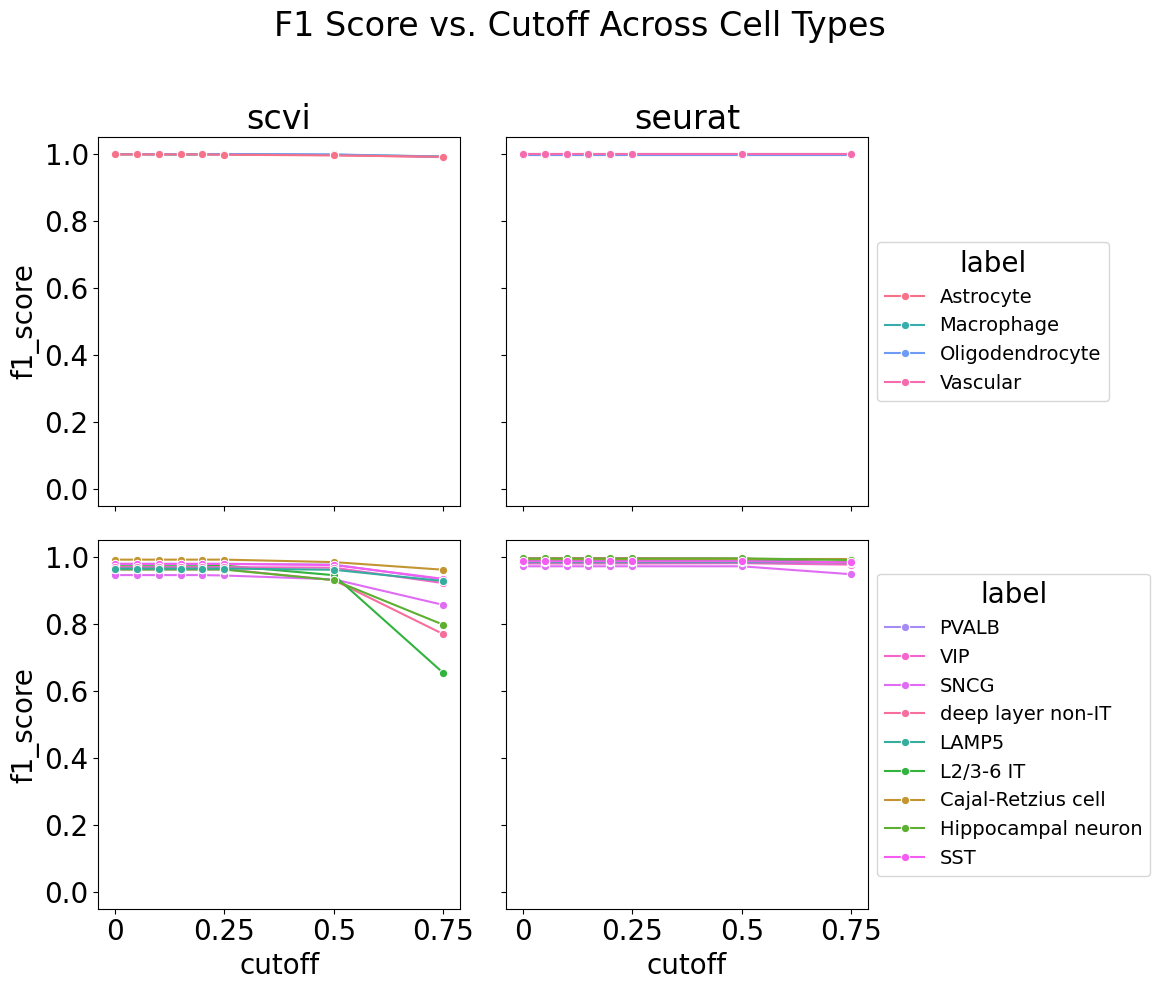 F1 Score vs. Cutoff Across Cell Types
scvi
seurat
f1_score
1.0
0.8
0.6
0.4
0.2
0.0
label
Astrocyte
Macrophage
Oligodendrocyte
Vascular
f1_score
1.0
0.8
0.6
0.4
0.2
0.0
0
0.25
0.5
0.75
cutoff
0
0.25
0.5
0.75
cutoff
label
PVALB
VIP
SNCG
deep layer non-IT
LAMP5
L2/3-6 IT
Cajal-Retzius cell
Hippocampal neuron
SST